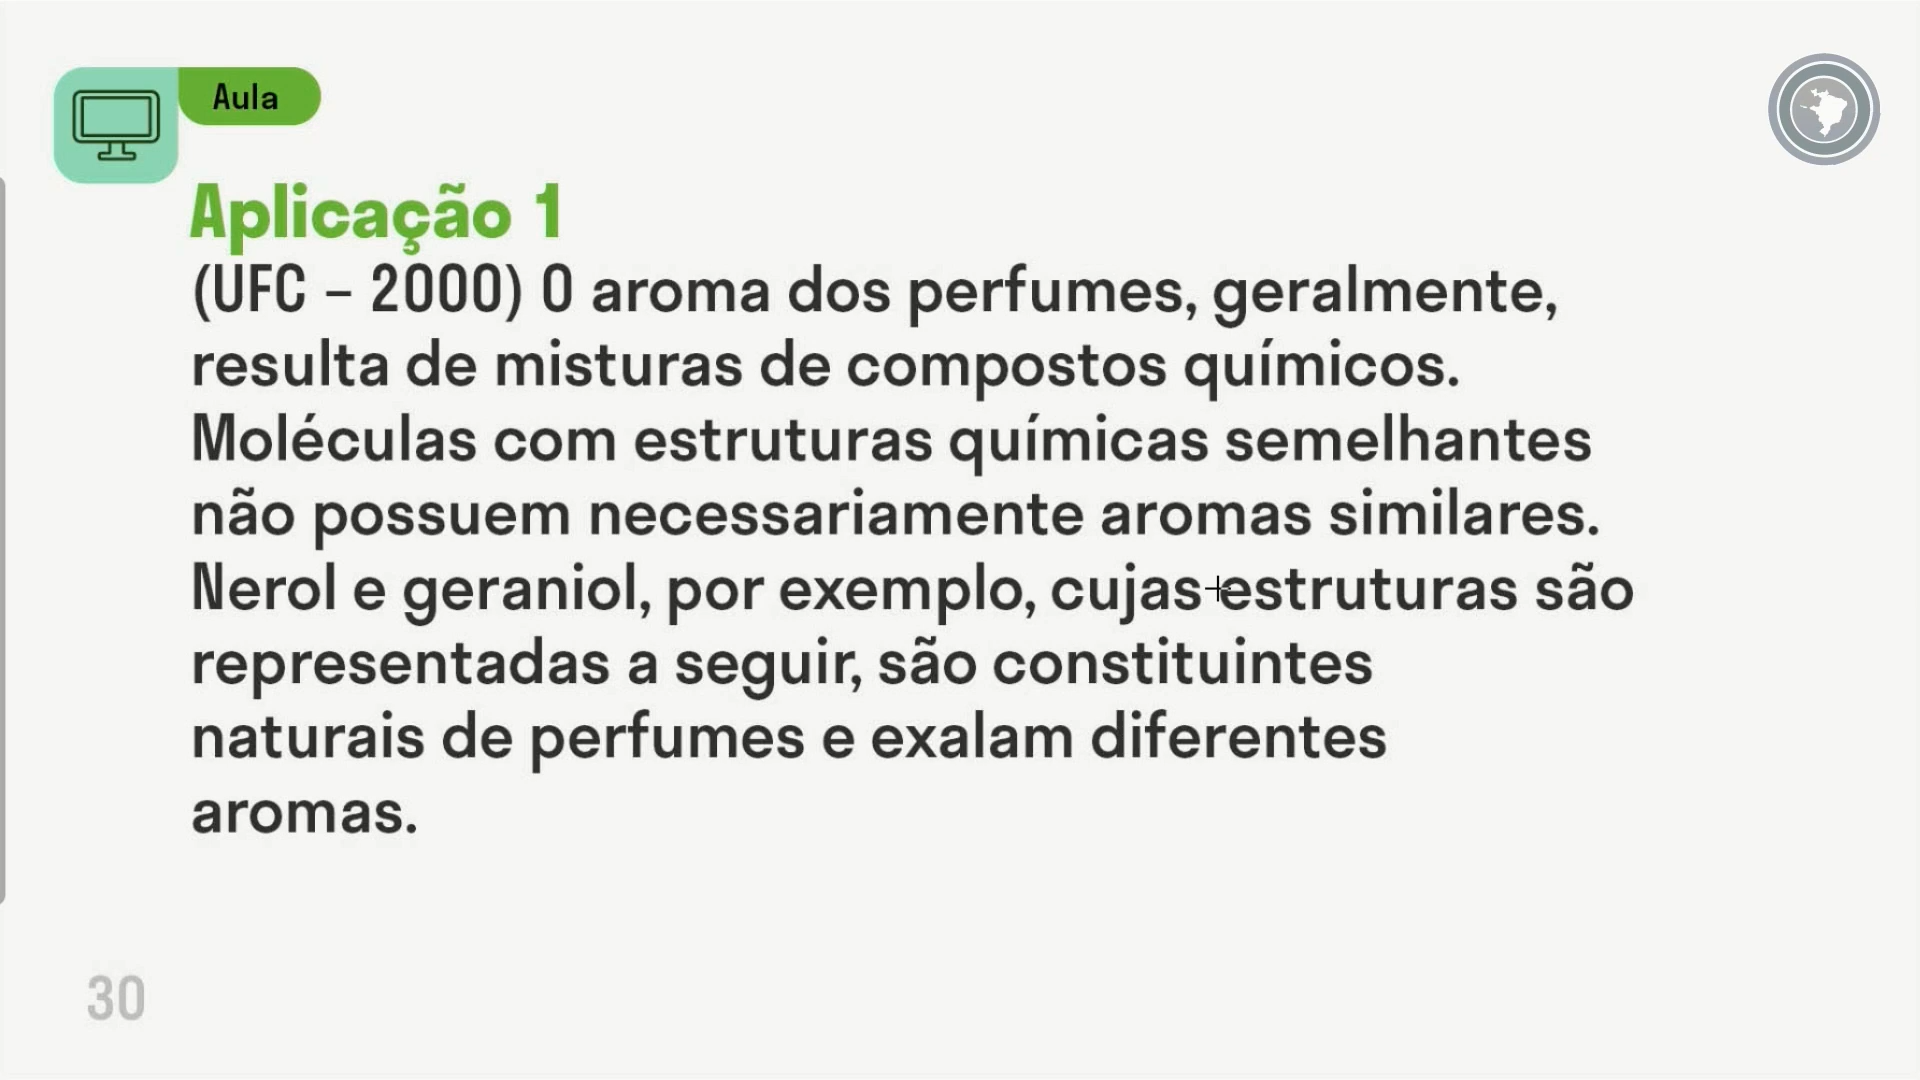 Aula
Aplicação 1
(UFC – 2000) O aroma dos perfumes, geralmente,
resulta de misturas de compostos químicos.
Moléculas com estruturas químicas semelhantes
não possuem necessariamente aromas similares.
Nerol e geraniol, por exemplo, cujas estruturas são
representadas a seguir, são constituintes
naturais de perfumes e exalam diferentes
aromas.
30